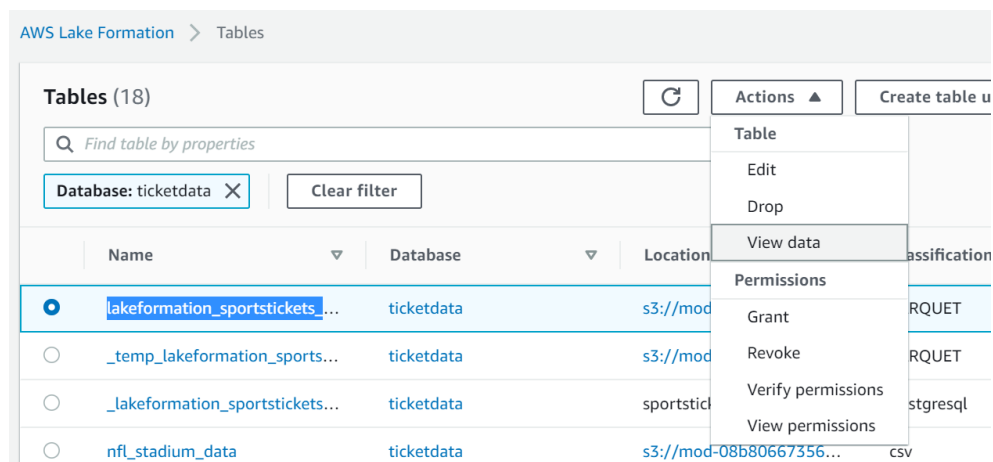 AWS Lake Formation > Tables
Tables (18)
Actions ▲
Create table u
Find table by properties
Database: ticketdata ✕
Clear filter
Table
Edit
Drop
View data
Permissions
Grant
Revoke
Verify permissions
View permissions
Name Database Location assification
lakeformation_sportstickets_... ticketdata s3://mod RQUET
_temp_lakeformation_sports... ticketdata s3://mod RQUET
_lakeformation_sportstickets... ticketdata sportstick stgresql
nfl_stadium_data ticketdata s3://mod-08b80667356... csv